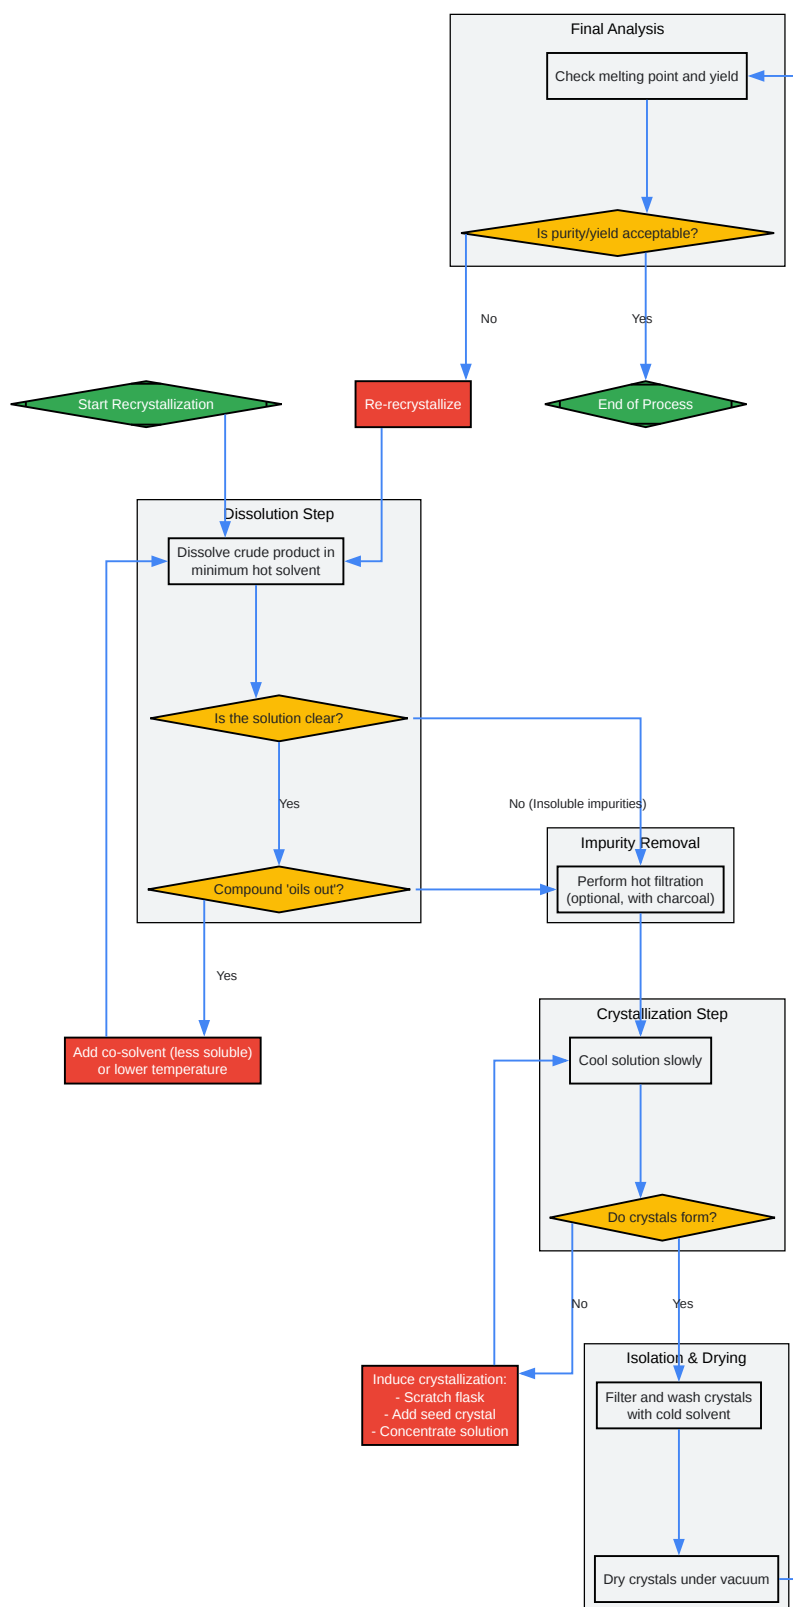 Final Analysis
Check melting point and yield
Is purity/yield acceptable?
No
Yes
Start Recrystallization
Re-recrystallize
End of Process
Dissolution Step
Dissolve crude product in
minimum hot solvent
Is the solution clear?
Yes
No (Insoluble impurities)
Impurity Removal
Compound 'oils out'?
Perform hot filtration
(optional, with charcoal)
Yes
Crystallization Step
Add co-solvent (less soluble)
or lower temperature
Cool solution slowly
Do crystals form?
No
Yes
Isolation & Drying
Induce crystallization:
- Scratch flask
- Add seed crystal
- Concentrate solution
Filter and wash crystals
with cold solvent
Dry crystals under vacuum